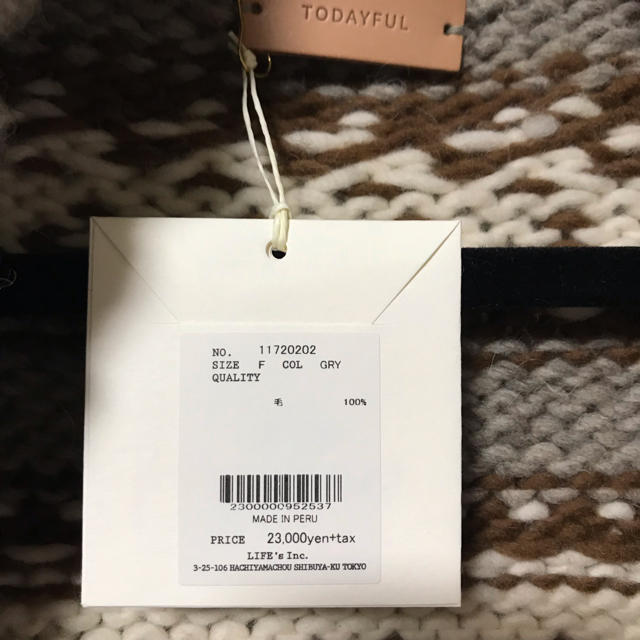 TODAYFUL
NO. 11720202
SIZE F COL GRY
QUALITY
毛 100%
2300000952537
MADE IN PERU
PRICE 23,000yen+tax
LIFE's Inc.
3-25-106 HACHIYAMACHOU SHIBUYA-KU TOKYO